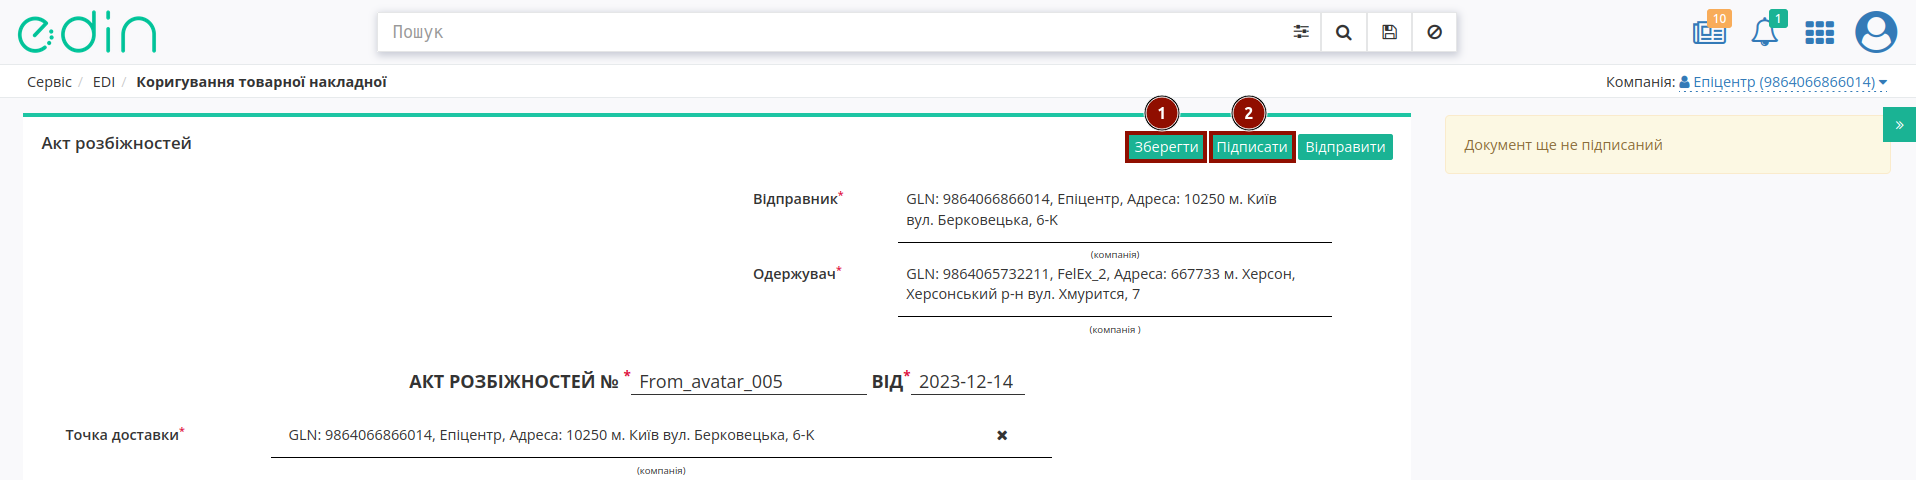 edin
Пошук
10
1
Сервіс / EDI / Коригування товарної накладної
Компанія: Епіцентр (9864066866014)
1 2
Акт розбіжностей
Зберегти Підписати Відправити
»
Документ ще не підписаний
Відправник* GLN: 9864066866014, Епіцентр, Адреса: 10250 м. Київ
вул. Берковецька, 6-К
(компанія)
Одержувач* GLN: 9864065732211, FelEx_2, Адреса: 667733 м. Херсон,
Херсонський р-н вул. Хмурится, 7
(компанія )
АКТ РОЗБІЖНОСТЕЙ № * From_avatar_005 ВІД* 2023-12-14
Точка доставки* GLN: 9864066866014, Епіцентр, Адреса: 10250 м. Київ вул. Берковецька, 6-К ✖
(компанія)